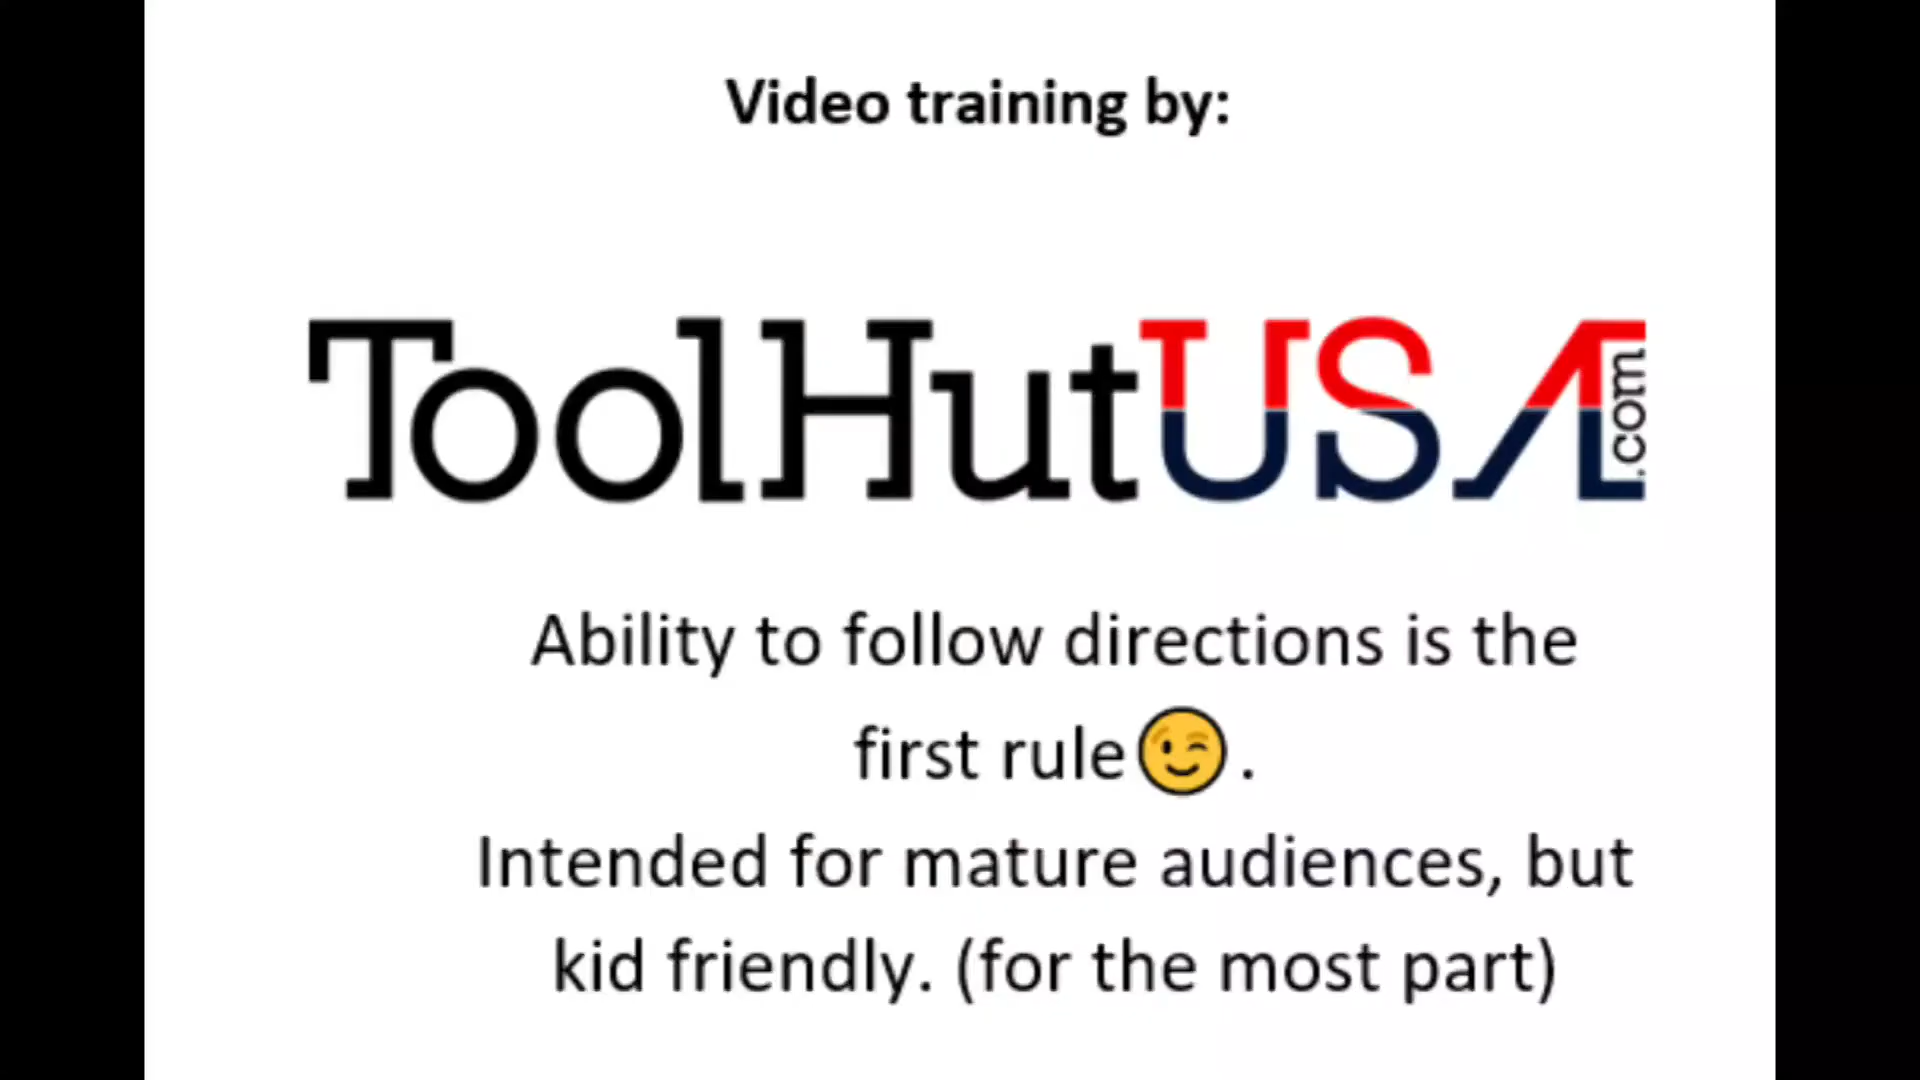 Video training by:
ToolHutUSA.com
Ability to follow directions is the
first rule😉.
Intended for mature audiences, but
kid friendly. (for the most part)